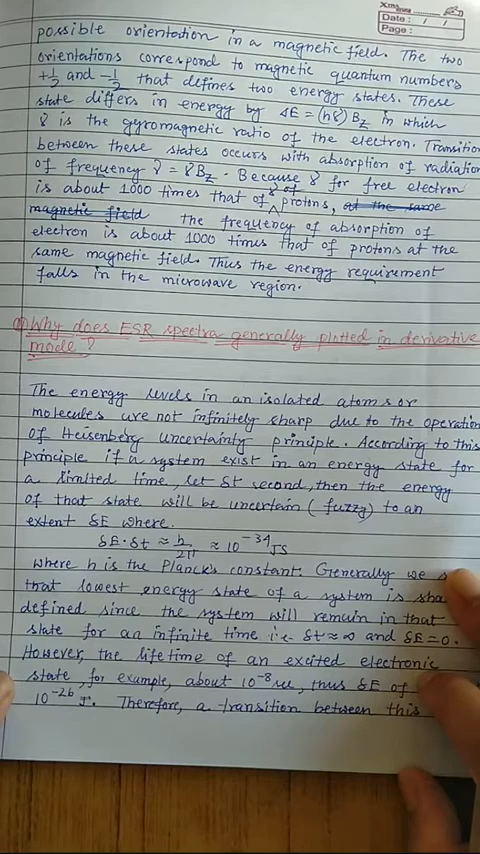 Date : / /
Page :
possible orientation in a magnetic field. The two
orientations correspond to magnetic quantum numbers
+1/2 and -1/2 that defines two energy states. These
state differs in energy by ΔE = (ħγ) Bz in which
γ is the gyromagnetic ratio of the electron. Transition
between these states occurs with absorption of radiation
of frequency ν = γBz. Because γ for free electron
is about 1000 times that of γ of protons, at the same
magnetic field the frequency of absorption of
electron is about 1000 times that of protons at the
same magnetic field. Thus the energy requirement
falls in the microwave region.
Why does ESR spectra generally plotted in derivative
mode?
The energy levels in an isolated atoms or
molecules are not infinitely sharp due to the operation
of Heisenberg uncertainty principle. According to this
principle if a system exist in an energy state for
a limited time, let δt second, then the energy
of that state will be uncertain (fuzzy) to an
extent δE where.
δE·δt ≈ h/2π ≈ 10⁻³⁴ Js
where h is the Planck's constant. Generally we
that lowest energy state of a system is sha
defined since the system will remain in that
state for an infinite time i.e. δt≈∞ and δE=0.
However, the lifetime of an excited electronic
state, for example, about 10⁻⁸ sec, thus δE of
10⁻²⁶ J. Therefore, a transition between this